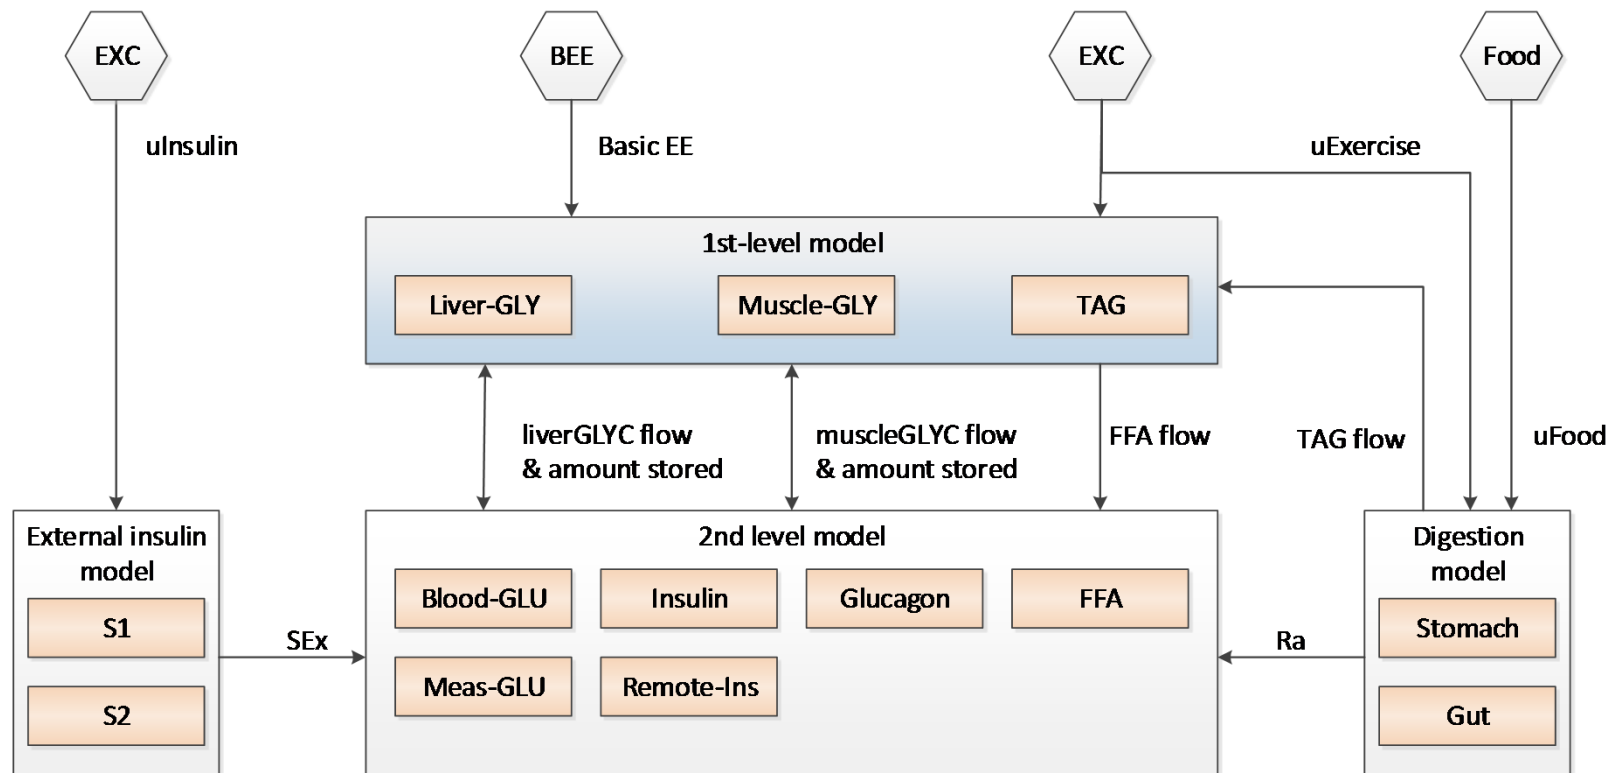 EXC
BEE
EXC
Food
uInsulin
Basic EE
uExercise
1st-level model
Liver-GLY
Muscle-GLY
TAG
liverGLYC flow
& amount stored
muscleGLYC flow
& amount stored
FFA flow
TAG flow
uFood
External insulin
model
S1
S2
SEx
2nd level model
Blood-GLU
Insulin
Glucagon
FFA
Meas-GLU
Remote-Ins
Ra
Digestion
model
Stomach
Gut